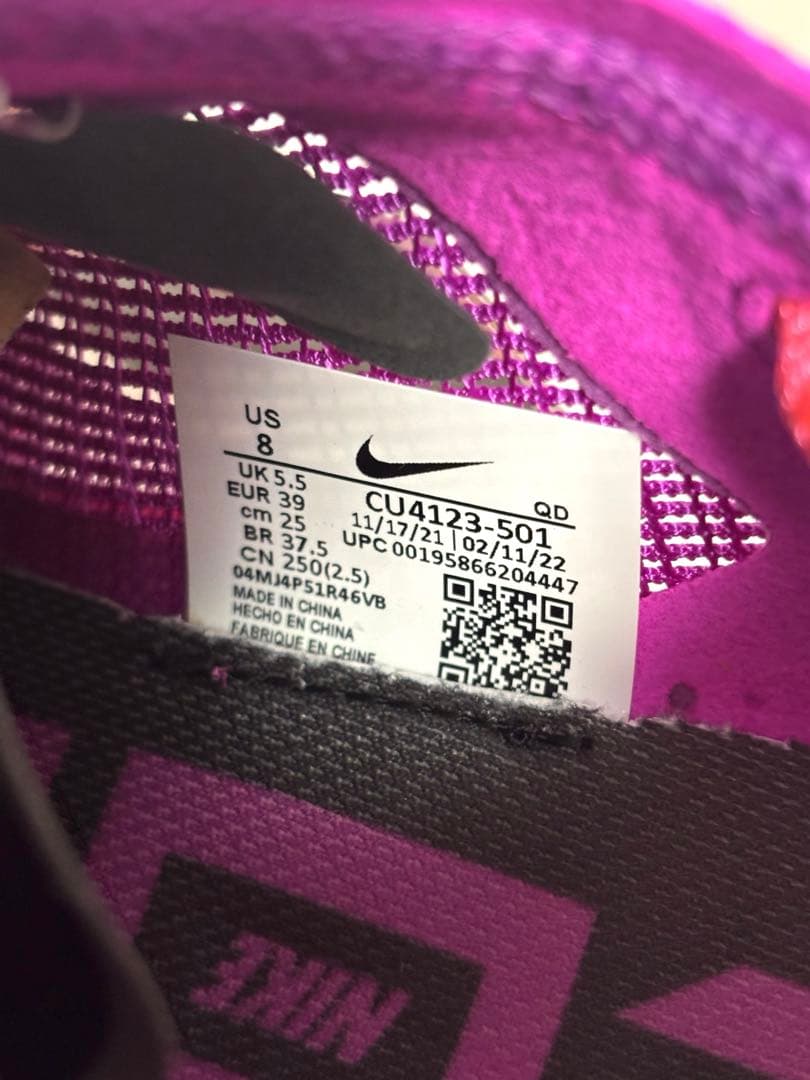 US
8
UK 5.5
EUR 39
cm 25
BR 37.5
CN 250(2.5)
04MJ4P51R46VB
MADE IN CHINA
HECHO EN CHINA
FABRIQUE EN CHINE
QD
CU4123-501
11/17/21 | 02/11/22
UPC 00195866204447
NIKE